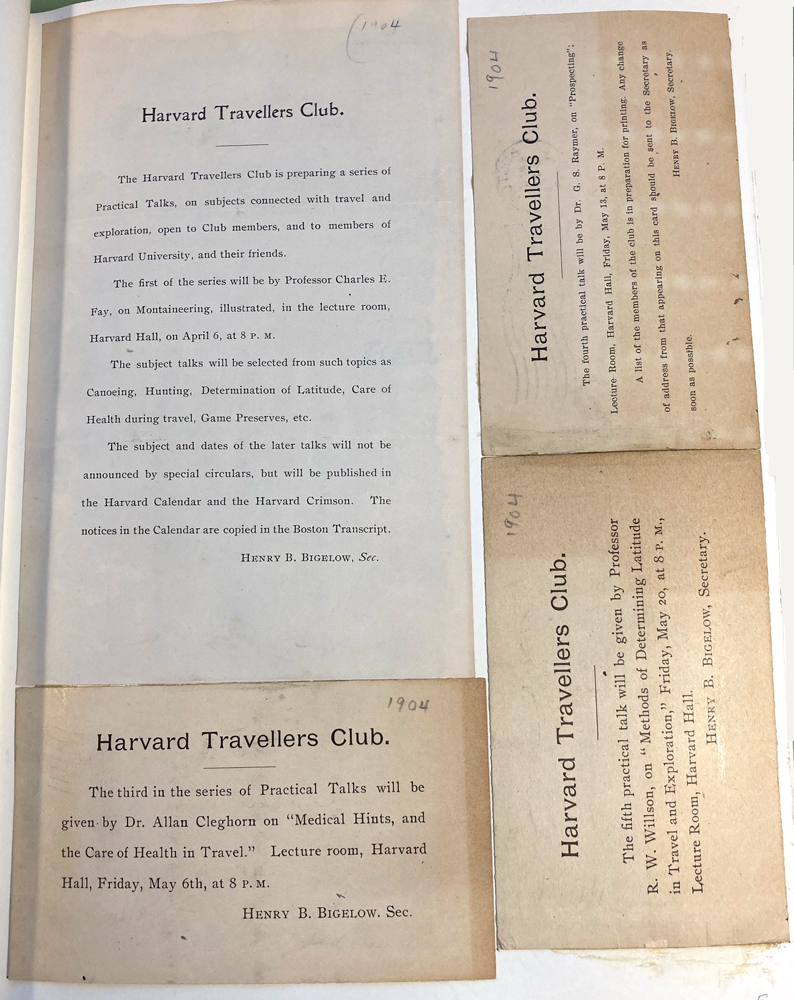 (1904
Harvard Travellers Club.
The Harvard Travellers Club is preparing a series of
Practical Talks, on subjects connected with travel and
exploration, open to Club members, and to members of
Harvard University, and their friends.
The first of the series will be by Professor Charles E.
Fay, on Montaineering, illustrated, in the lecture room,
Harvard Hall, on April 6, at 8 P. M.
The subject talks will be selected from such topics as
Canoeing, Hunting, Determination of Latitude, Care of
Health during travel, Game Preserves, etc.
The subject and dates of the later talks will not be
announced by special circulars, but will be published in
the Harvard Calendar and the Harvard Crimson. The
notices in the Calendar are copied in the Boston Transcript.
HENRY B. BIGELOW, Sec.
1904
Harvard Travellers Club.
The third in the series of Practical Talks will be
given by Dr. Allan Cleghorn on “Medical Hints, and
the Care of Health in Travel.” Lecture room, Harvard
Hall, Friday, May 6th, at 8 P. M.
HENRY B. BIGELOW. Sec.
1904
Harvard Travellers Club.
The fourth practical talk will be by Dr. G. S. Raymer, on "Prospecting";
Lecture Room, Harvard Hall, Friday, May 13, at 8 P. M.
A list of the members of the club is in preparation for printing. Any change
of address from that appearing on this card should be sent to the Secretary as
soon as possible.
HENRY B. BIGELOW, Secretary.
1904
Harvard Travellers Club.
The fifth practical talk will be given by Professor
R. W. Willson, on “Methods of Determining Latitude
in Travel and Exploration,” Friday, May 20, at 8 P. M.,
Lecture Room, Harvard Hall.
HENRY B. BIGELOW, Secretary.